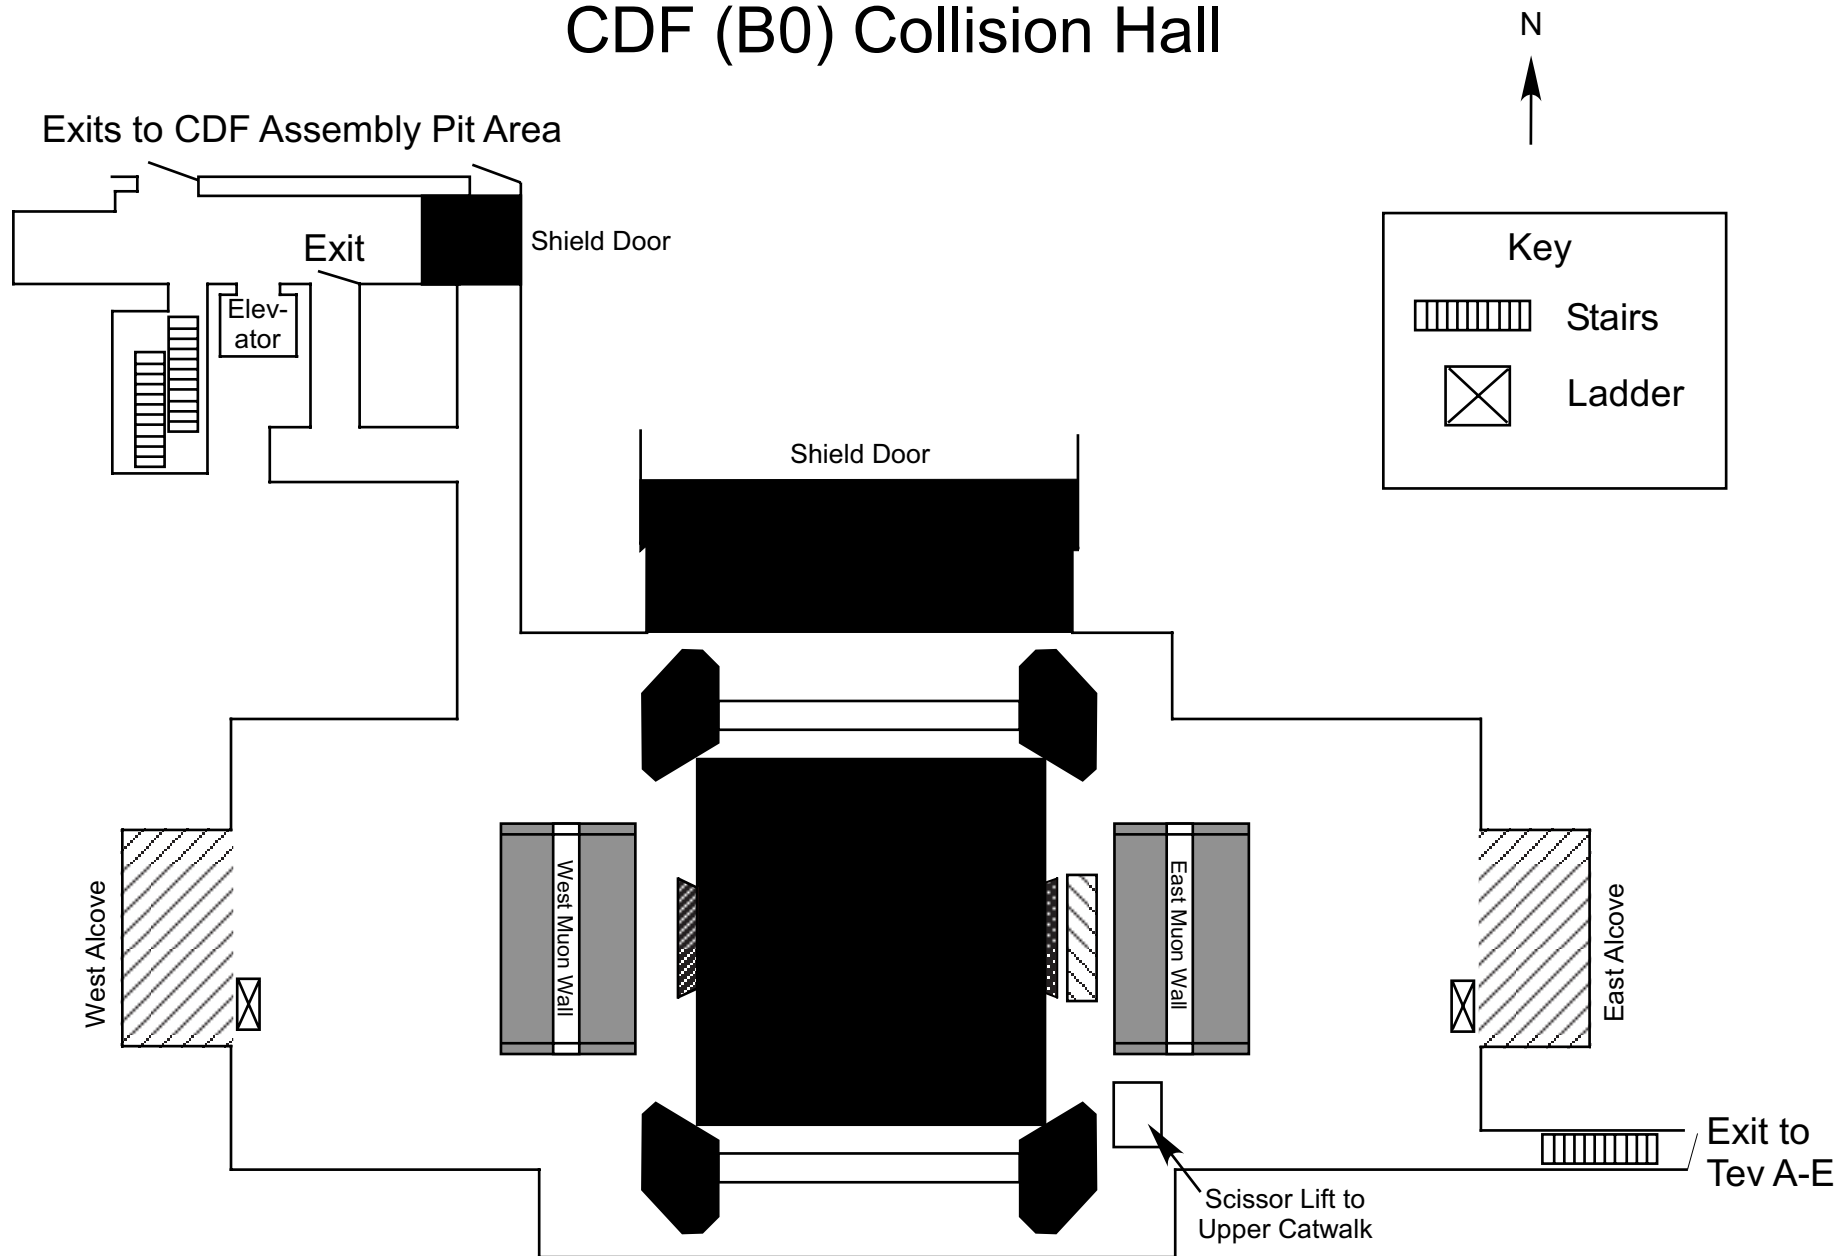 CDF (B0) Collision Hall
N
Exits to CDF Assembly Pit Area
Shield Door
Exit
Elev-
ator
Key
Stairs
Ladder
Shield Door
West Alcove
West Muon Wall
East Muon Wall
East Alcove
Exit to
Tev A-E
Scissor Lift to
Upper Catwalk